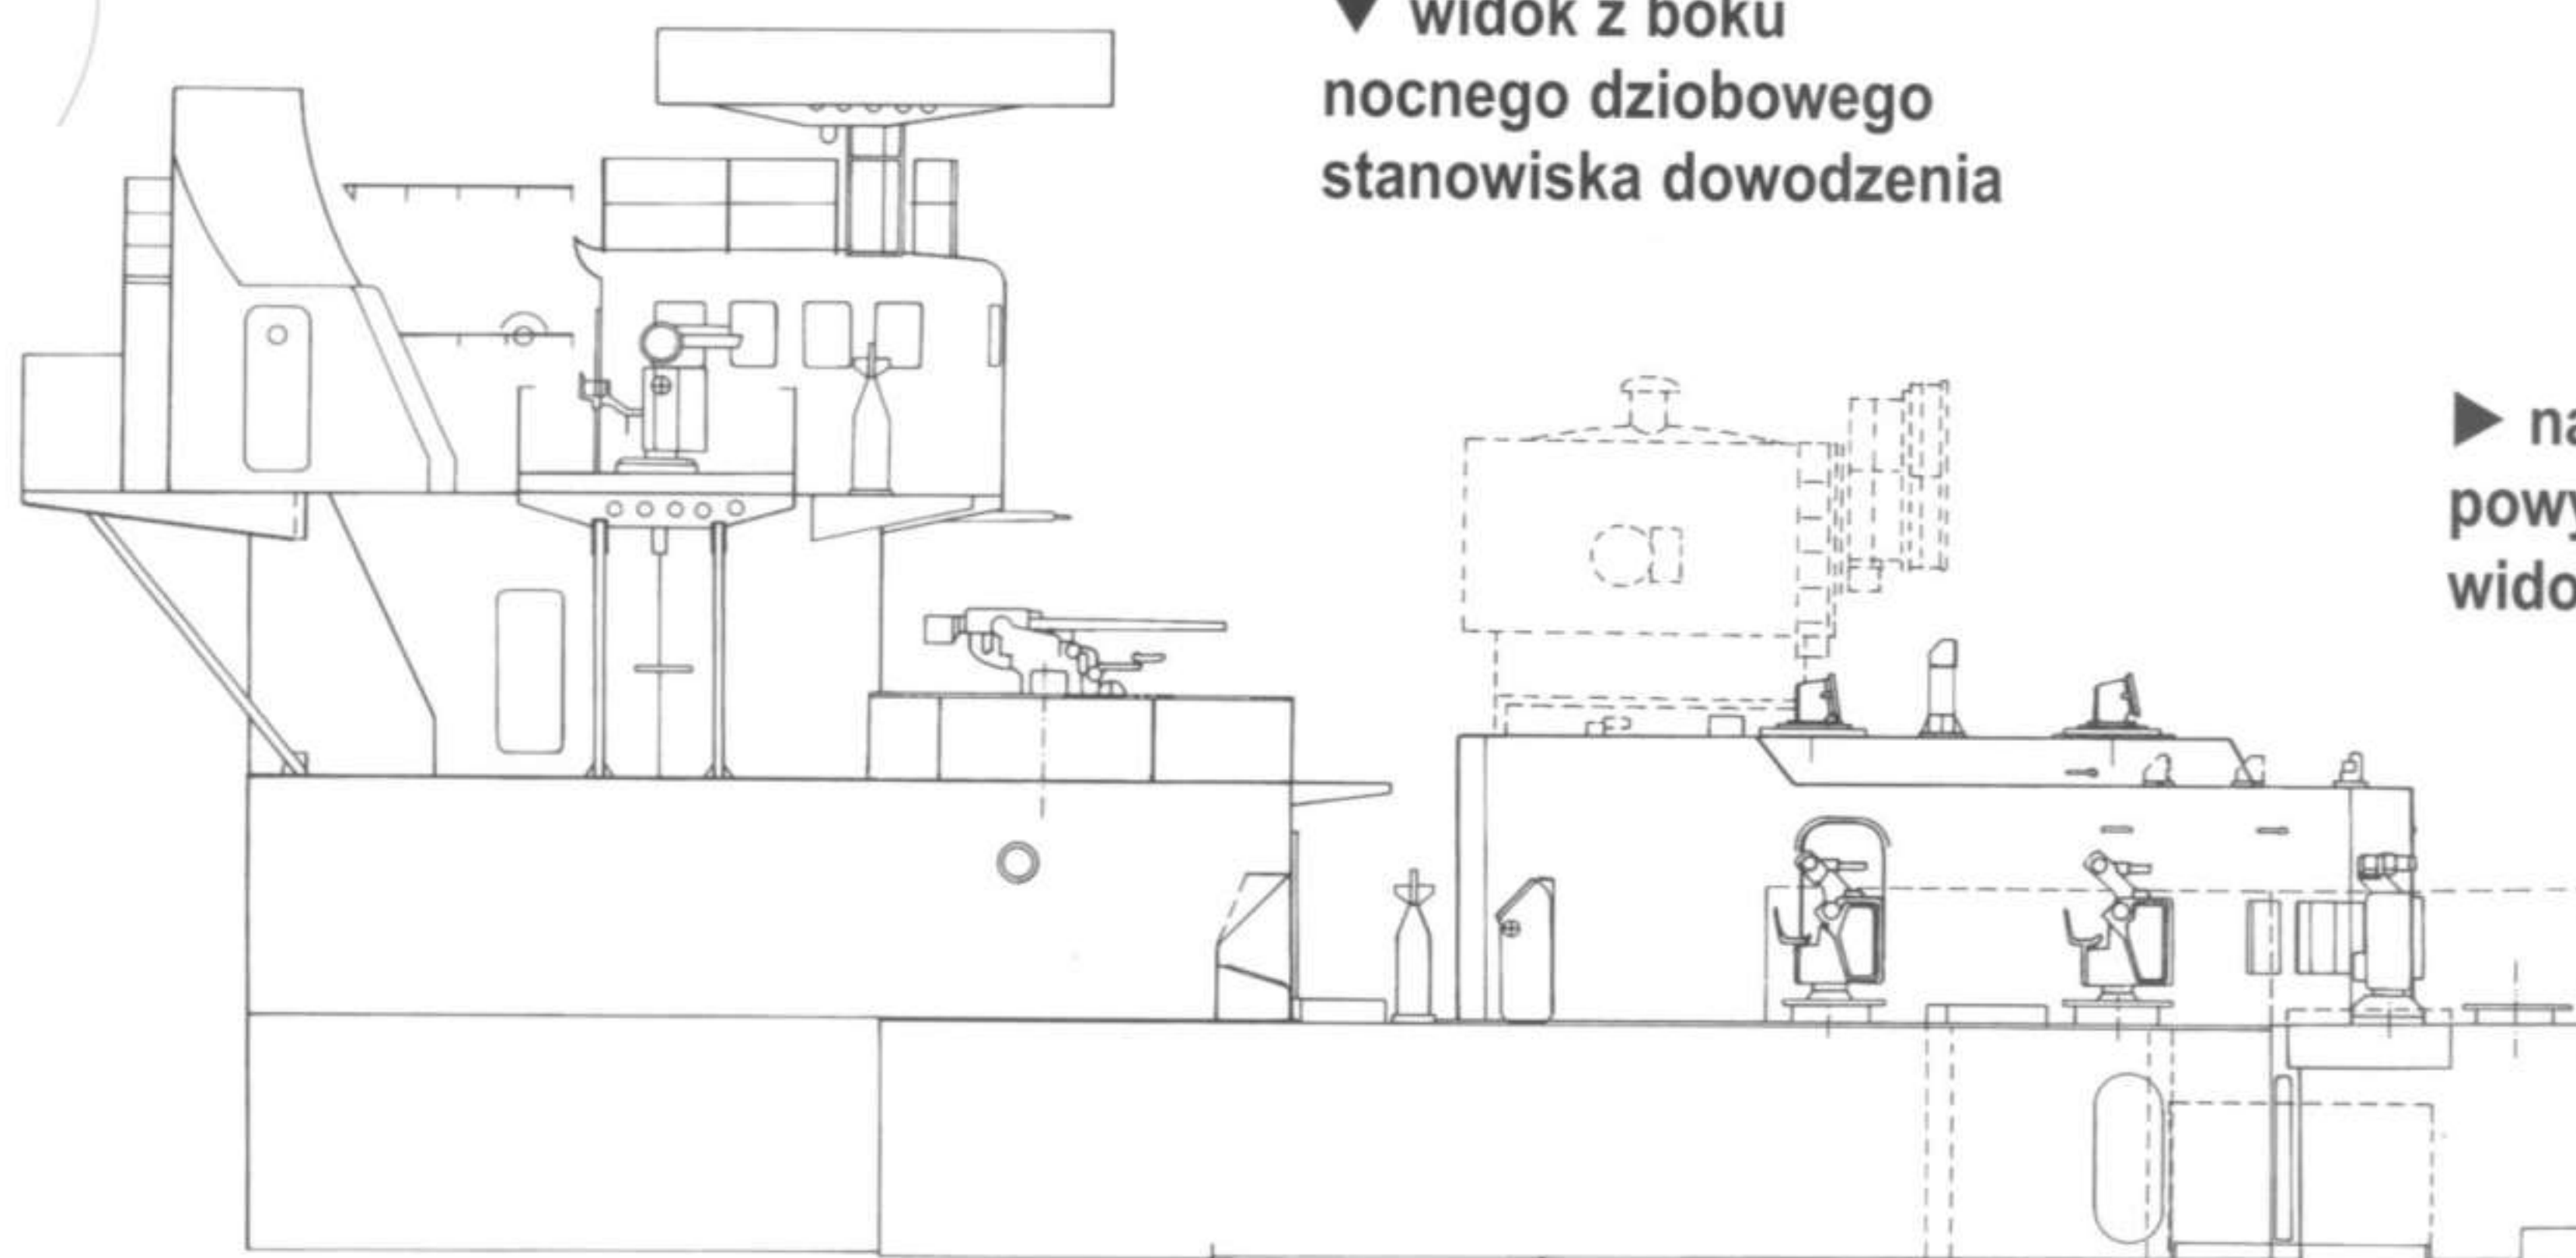 ▼ widok z boku
nocnego dziobowego
stanowiska dowodzenia
▶